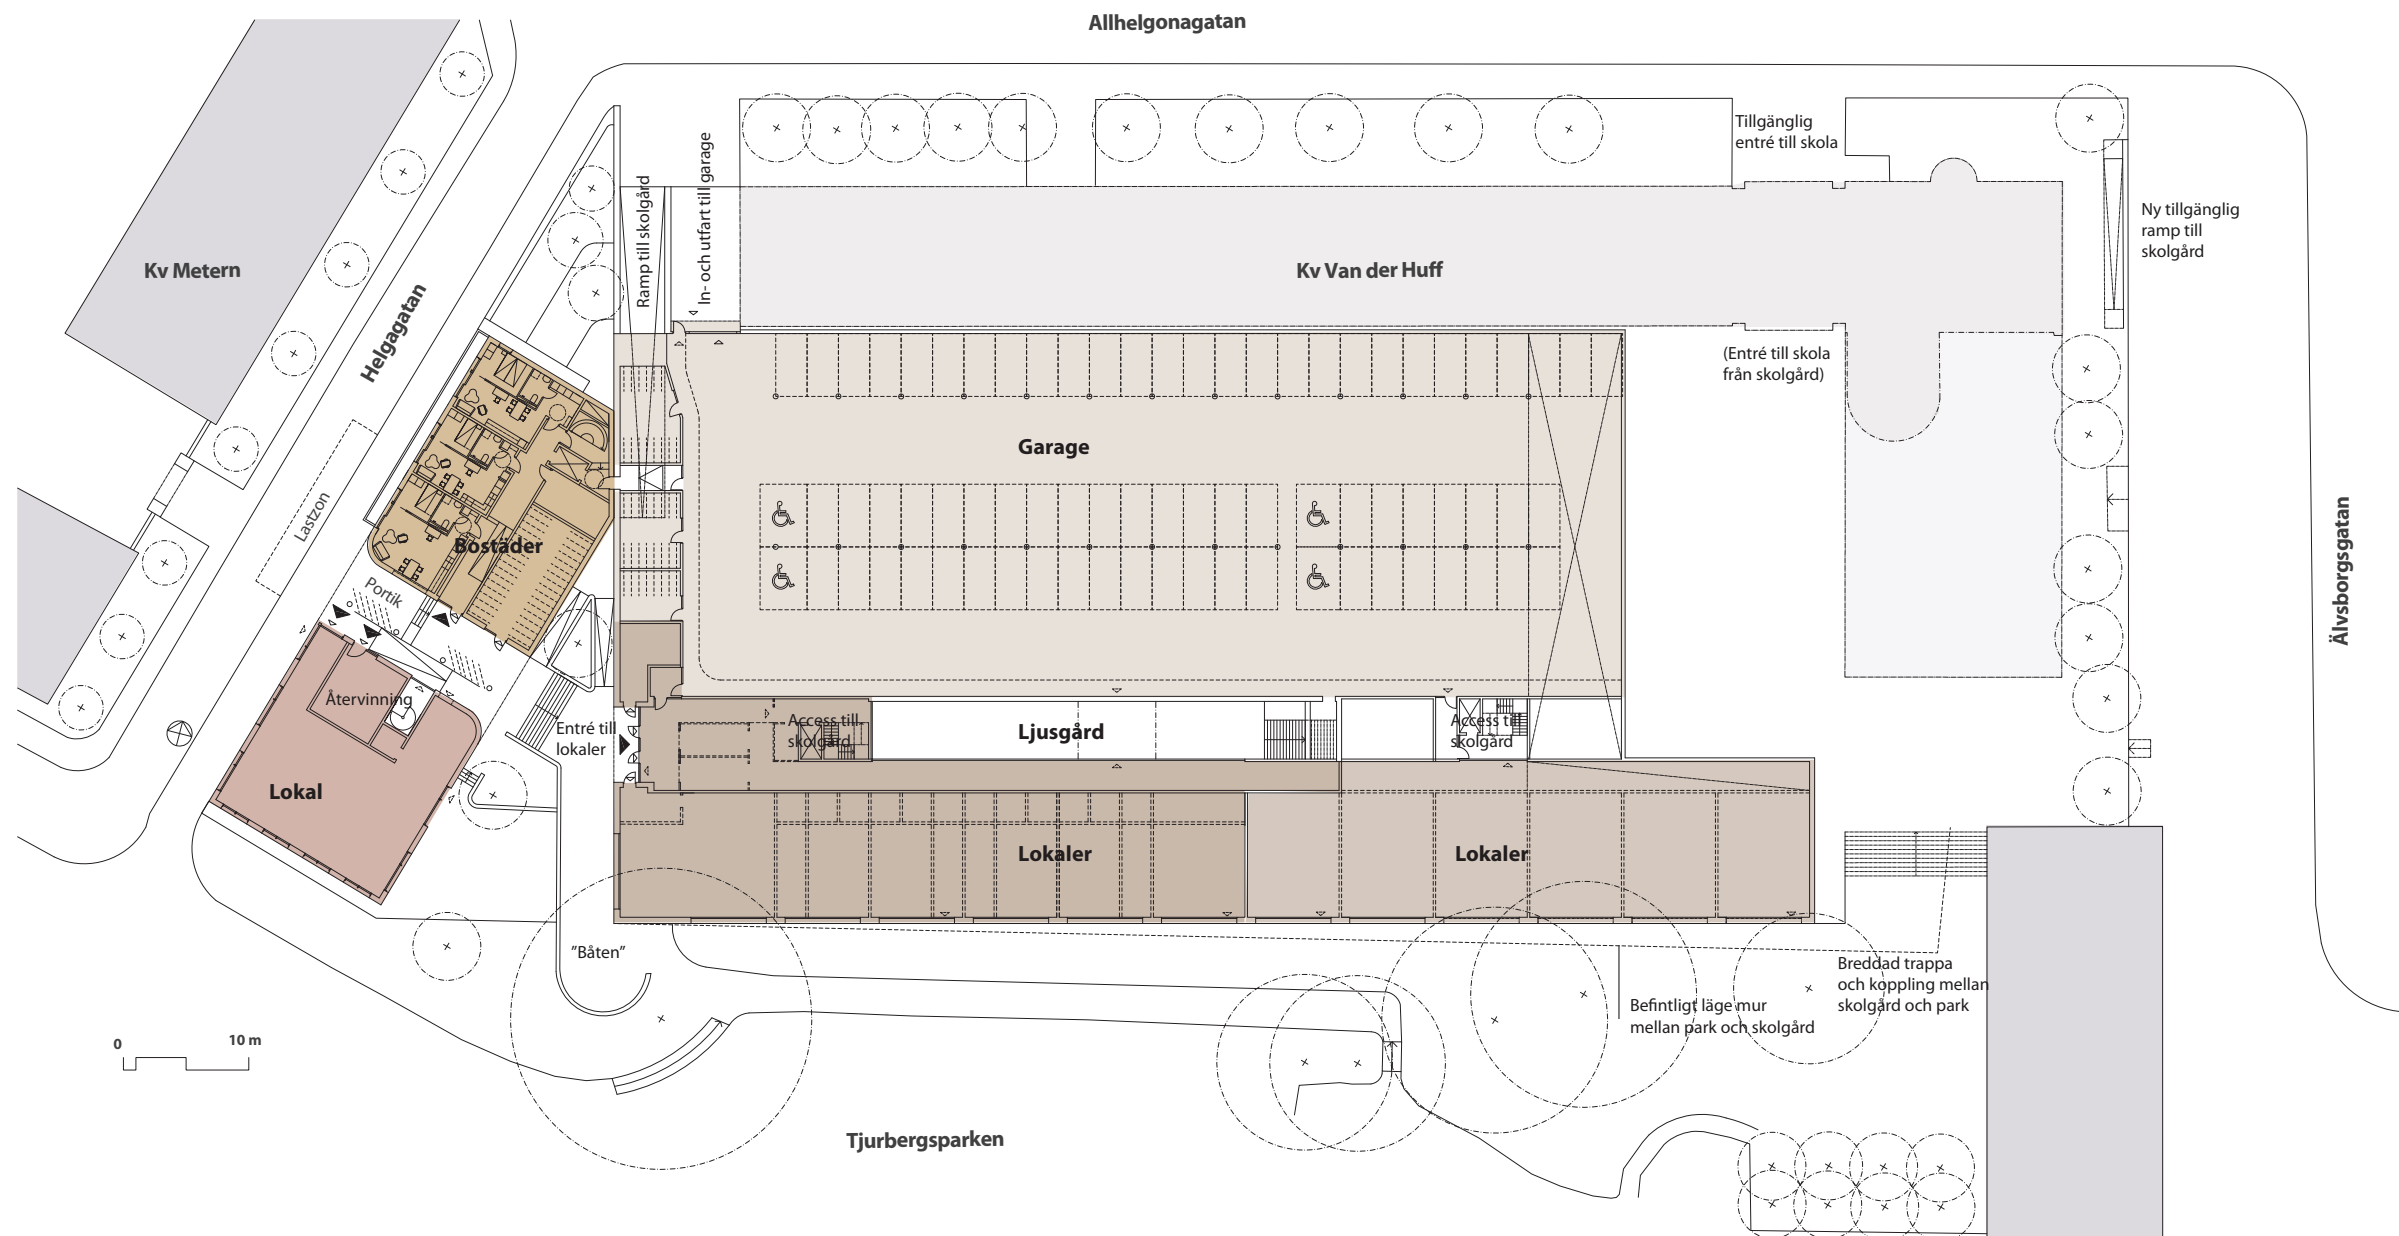 Allhelgonagatan
Tillgänglig
entré till skola
Ramp till skolgård
In- och utfart till garage
Ny tillgänglig
ramp till
skolgård
Kv Metern
Kv Van der Huff
Helgagatan
(Entré till skola
från skolgård)
Garage
Lastzon
Bostäder
Älvsborgsgatan
Portik
Återvinning
Entré till
lokaler
Access till
skolgård
Ljusgård
Access till
skolgård
Lokal
Lokaler
Lokaler
"Båten"
Breddad trappa
och koppling mellan
skolgård och park
Befintligt läge mur
mellan park och skolgård
0 10 m
Tjurbergsparken